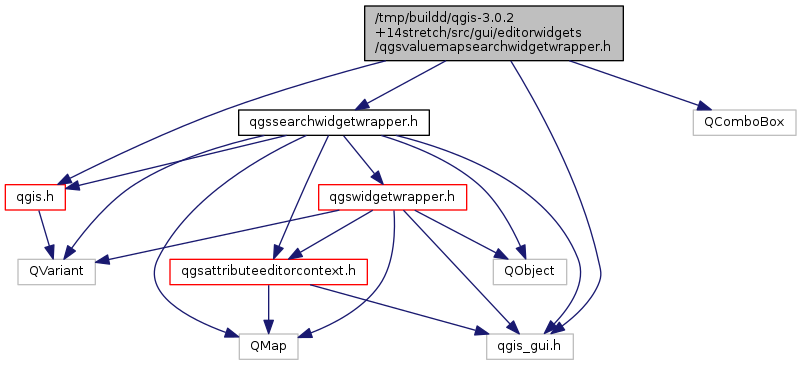 /tmp/buildd/qgis-3.0.2
+14stretch/src/gui/editorwidgets
/qgsvaluemapsearchwidgetwrapper.h
qgssearchwidgetwrapper.h
QComboBox
qgis.h
qgswidgetwrapper.h
QVariant
qgsattributeeditorcontext.h
QObject
QMap
qgis_gui.h